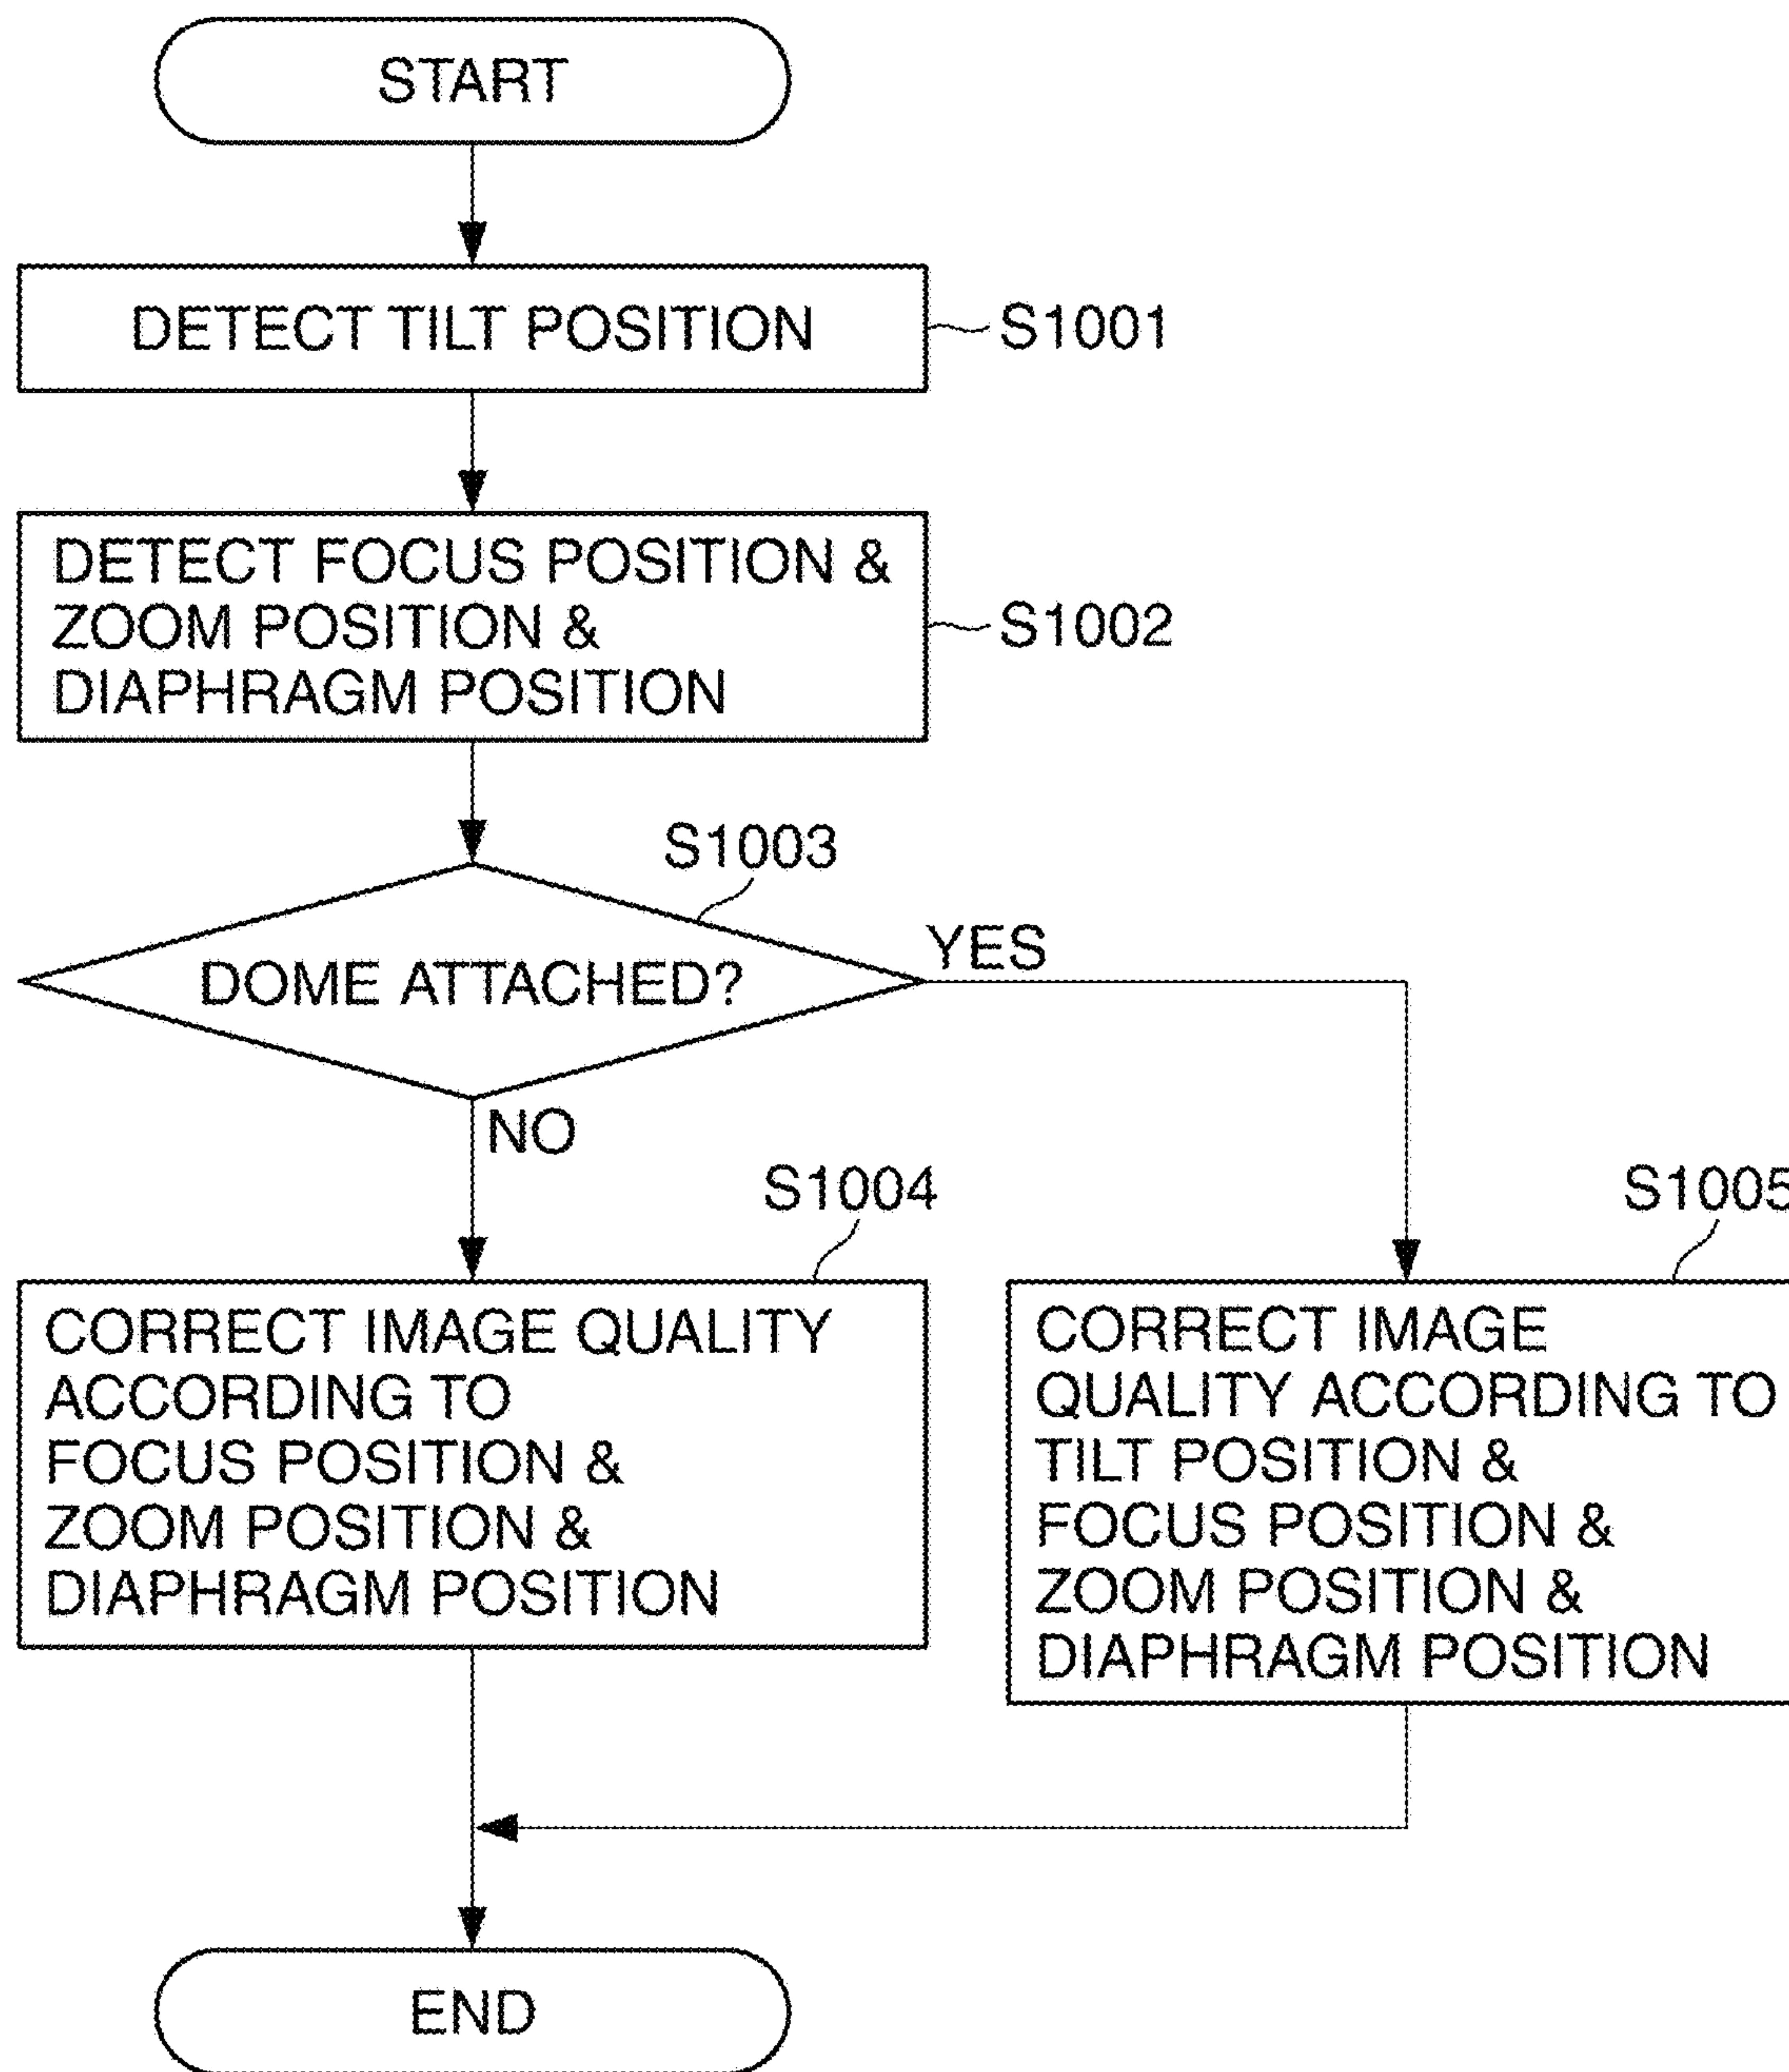 START
DETECT TILT POSITION
S1001
DETECT FOCUS POSITION &
ZOOM POSITION &
DIAPHRAGM POSITION
S1002
S1003
DOME ATTACHED?
YES
NO
S1004
CORRECT IMAGE QUALITY
ACCORDING TO
FOCUS POSITION &
ZOOM POSITION &
DIAPHRAGM POSITION
S1005
CORRECT IMAGE
QUALITY ACCORDING TO
TILT POSITION &
FOCUS POSITION &
ZOOM POSITION &
DIAPHRAGM POSITION
END